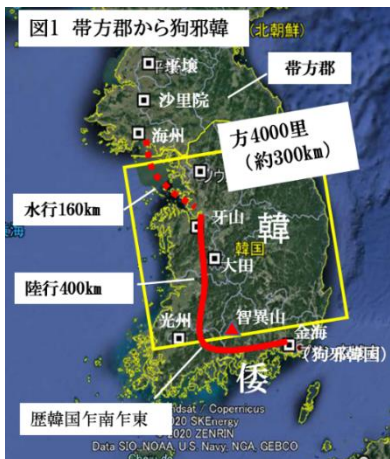 図1 帯方郡から狗邪韓
(北朝鮮)
平壌
帯方郡
沙里院
海州
方4000里
(約300km)
ソウ
水行160km
牙山
韓
韓国
大田
陸行400km
智異山
光州
金海
(狗邪韓国)
倭
歴韓国乍南乍東
ndsat / Copernicus
2020 SKEnergy
©2020 ZENRIN
Data SIO,NOAA, U.S. Navy, NGA, GEBCO